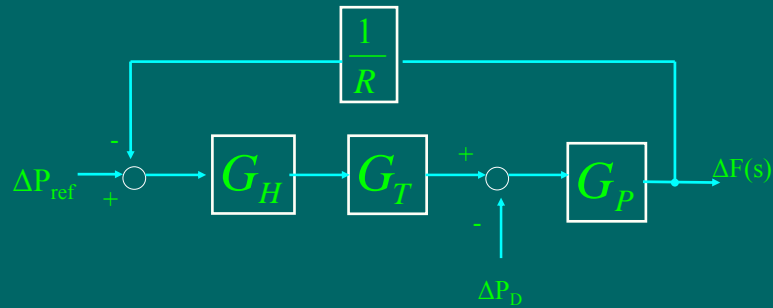 1
R
-
ΔP_ref
+
G_H
G_T
+
-
G_P
ΔF(s)
ΔP_D